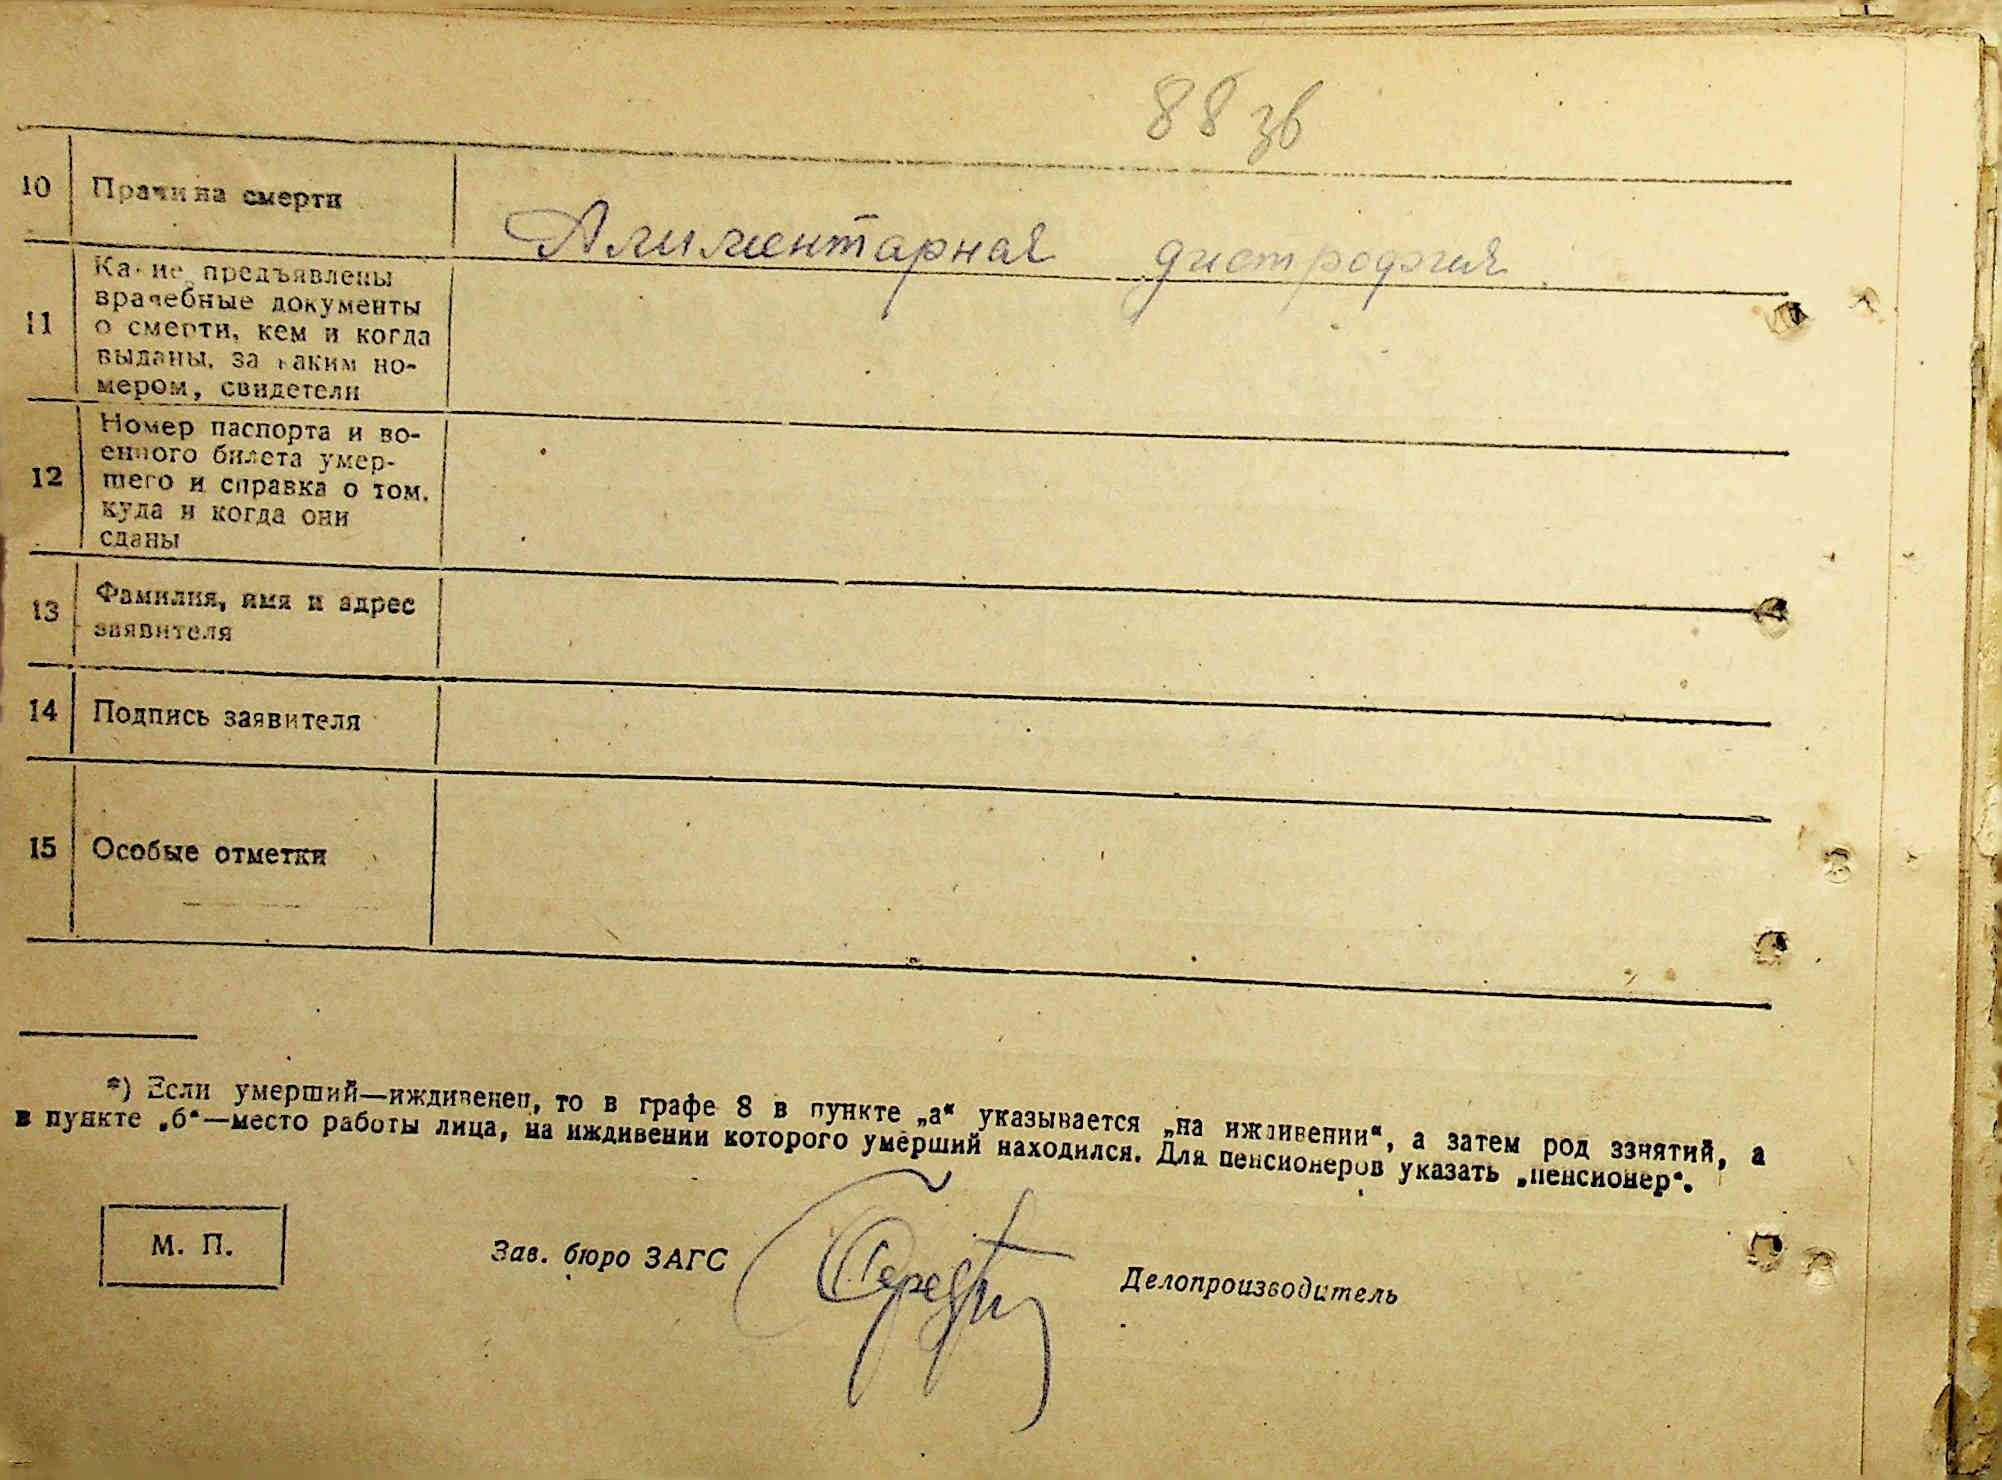 88 зв
10 Причина смерти Алиментарная дистрофия.
11 Какие предъявлены
врачебные документы
о смерти, кем и когда
выданы, за каким но-
мером, свидетели
12 Номер паспорта и во-
енного билета умер-
шего и справка о том,
куда и когда они
сданы
13 Фамилия, имя и адрес
заявителя
14 Подпись заявителя
15 Особые отметки
*) Если умерший—иждивенец, то в графе 8 в пункте „а“ указывается „на иждивении“, а затем род занятий, а
в пункте „б“—место работы лица, на иждивении которого умерший находился. Для пенсионеров указать „пенсионер“.
М. П.
Зав. бюро ЗАГС
Делопроизводитель